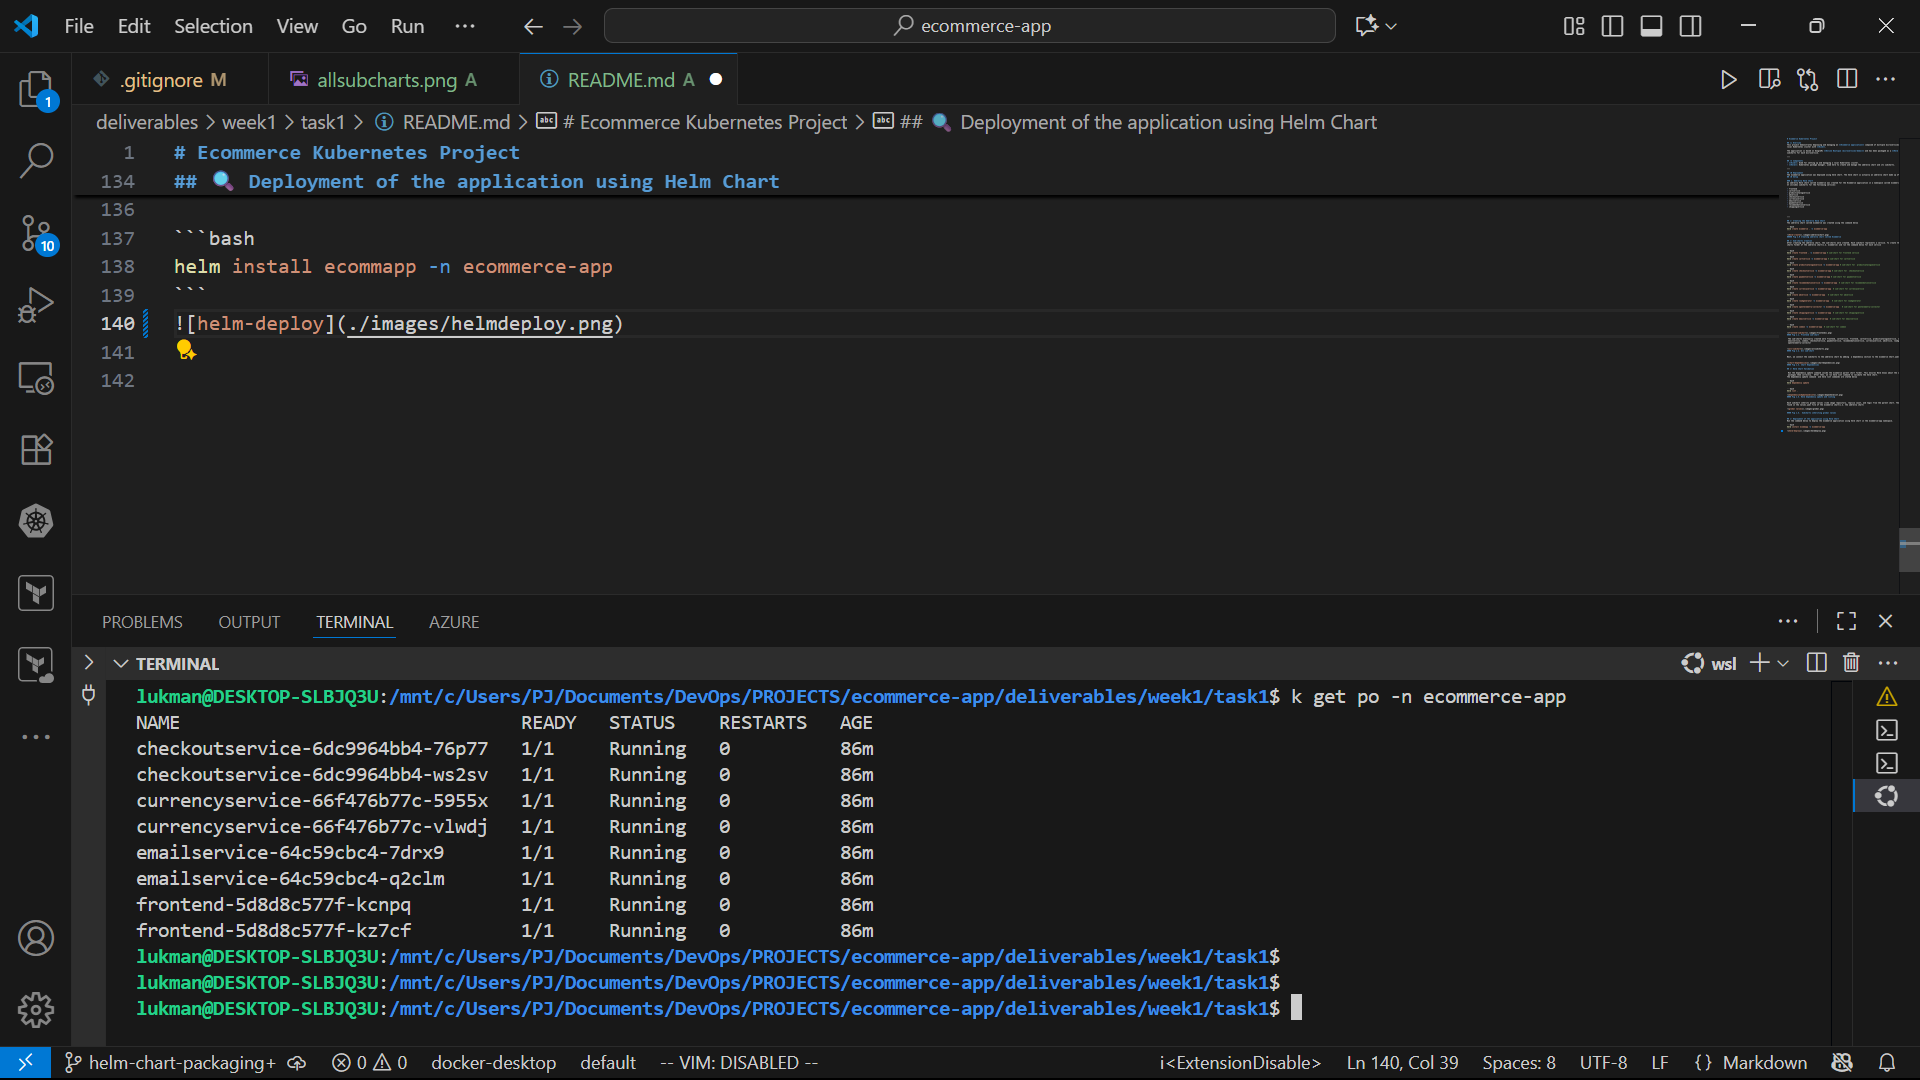 File Edit Selection View Go Run ··· ecommerce-app
.gitignore M allsubcharts.png A README.md A
deliverables > week1 > task1 > README.md > # Ecommerce Kubernetes Project > ## 🔍 Deployment of the application using Helm Chart
1 # Ecommerce Kubernetes Project
134 ## 🔍 Deployment of the application using Helm Chart
136
137 ```bash
138 helm install ecommapp -n ecommerce-app
139 ```
140 ![helm-deploy](./images/helmdeploy.png)
141
142
PROBLEMS OUTPUT TERMINAL AZURE
TERMINAL wsl
lukman@DESKTOP-SLBJQ3U:/mnt/c/Users/PJ/Documents/DevOps/PROJECTS/ecommerce-app/deliverables/week1/task1$ k get po -n ecommerce-app
NAME READY STATUS RESTARTS AGE
checkoutservice-6dc9964bb4-76p77 1/1 Running 0 86m
checkoutservice-6dc9964bb4-ws2sv 1/1 Running 0 86m
currencyservice-66f476b77c-5955x 1/1 Running 0 86m
currencyservice-66f476b77c-vlwdj 1/1 Running 0 86m
emailservice-64c59cbc4-7drx9 1/1 Running 0 86m
emailservice-64c59cbc4-q2clm 1/1 Running 0 86m
frontend-5d8d8c577f-kcnpq 1/1 Running 0 86m
frontend-5d8d8c577f-kz7cf 1/1 Running 0 86m
lukman@DESKTOP-SLBJQ3U:/mnt/c/Users/PJ/Documents/DevOps/PROJECTS/ecommerce-app/deliverables/week1/task1$
lukman@DESKTOP-SLBJQ3U:/mnt/c/Users/PJ/Documents/DevOps/PROJECTS/ecommerce-app/deliverables/week1/task1$
lukman@DESKTOP-SLBJQ3U:/mnt/c/Users/PJ/Documents/DevOps/PROJECTS/ecommerce-app/deliverables/week1/task1$
1
10
helm-chart-packaging+ 0 0 docker-desktop default -- VIM: DISABLED -- i<ExtensionDisable> Ln 140, Col 39 Spaces: 8 UTF-8 LF {} Markdown